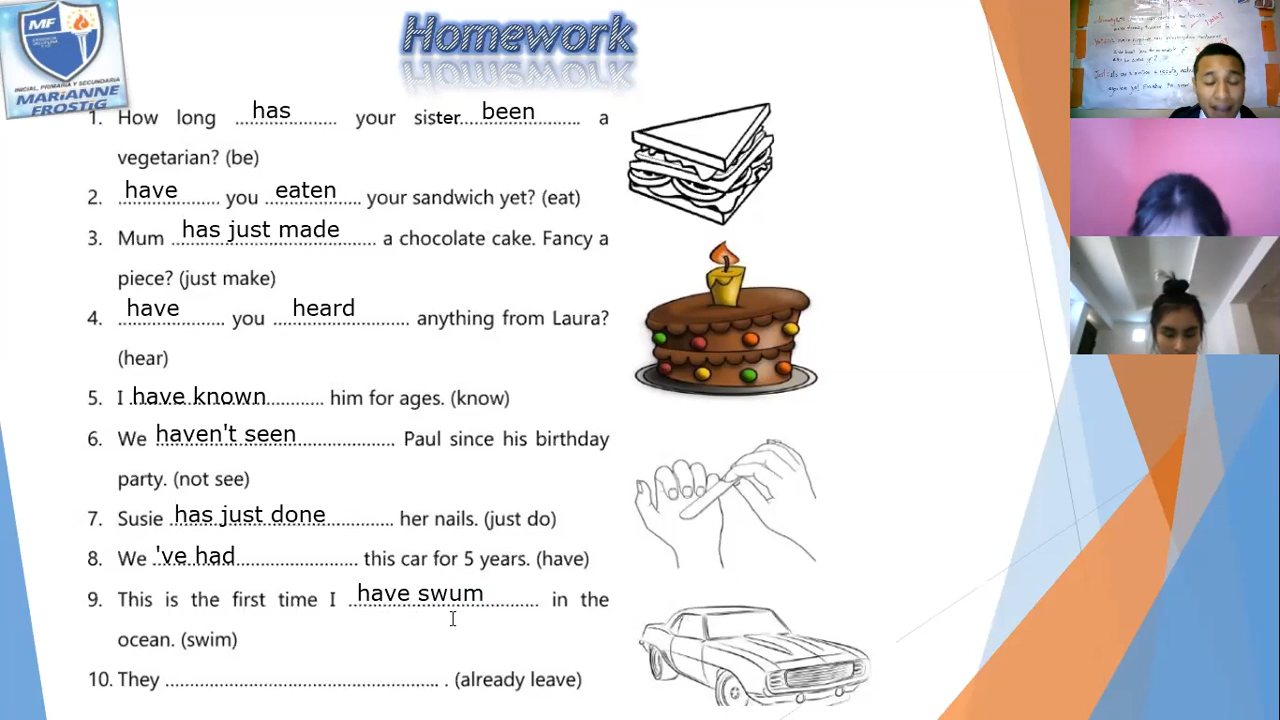 MF
INICIAL, PRIMARIA Y SECUNDARIA
MARiANNE
FROSTiG
Homework
1. How long ................. has your sister................. been a
vegetarian? (be)
2. have you eaten your sandwich yet? (eat)
3. Mum has just made a chocolate cake. Fancy a
piece? (just make)
4. have you heard anything from Laura?
(hear)
5. I have known him for ages. (know)
6. We haven't seen Paul since his birthday
party. (not see)
7. Susie has just done her nails. (just do)
8. We 've had this car for 5 years. (have)
9. This is the first time I have swum in the
ocean. (swim)
10. They ................................................ . (already leave)